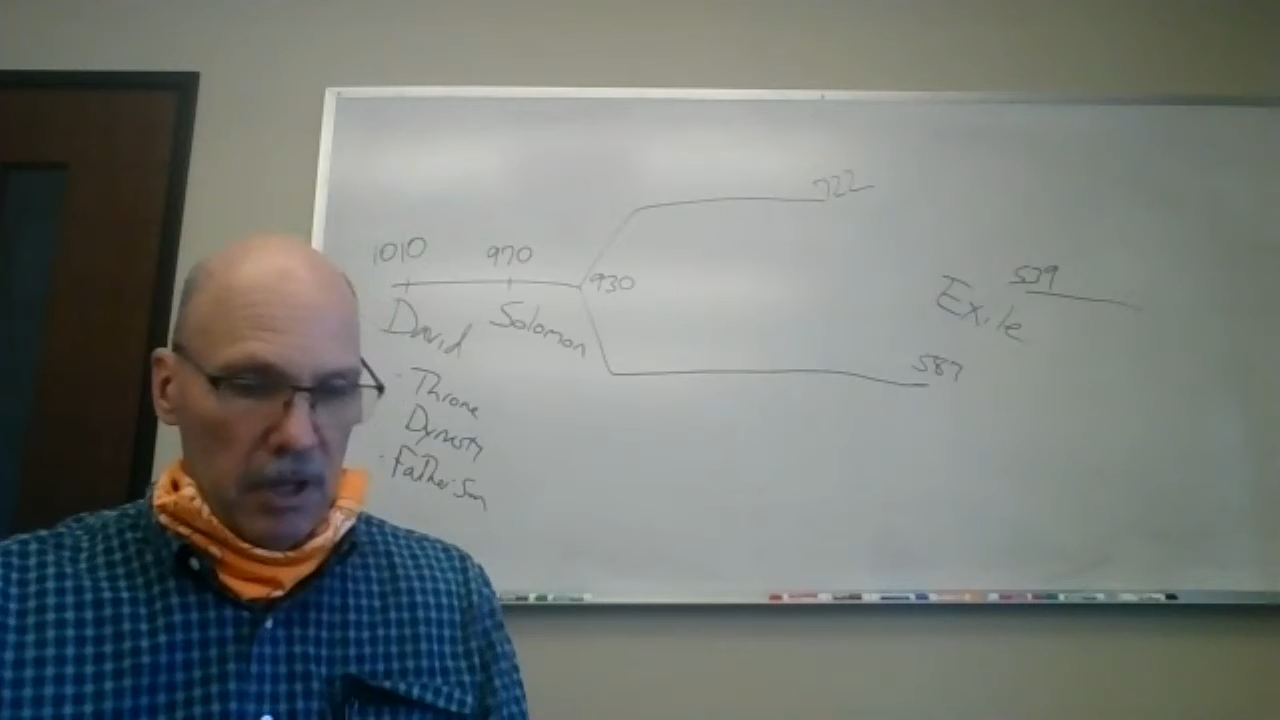 1010 970
930
David Solomon
· Throne
Dynasty
· Father·Son
722
587
Exile
539